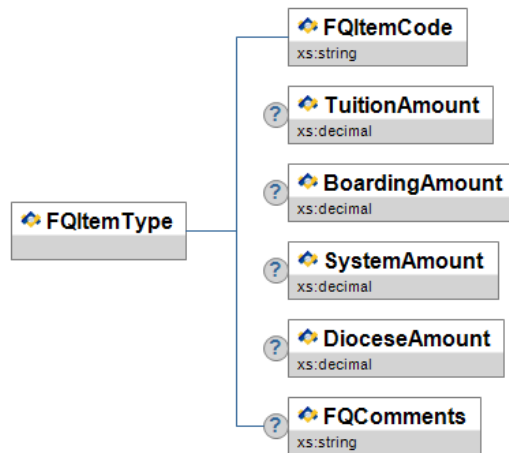 FQItemCode
xs:string
?
TuitionAmount
xs:decimal
?
BoardingAmount
xs:decimal
FQItemType
?
SystemAmount
xs:decimal
?
DioceseAmount
xs:decimal
?
FQComments
xs:string